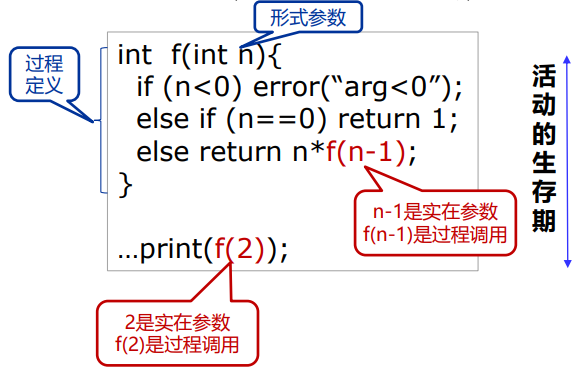 形式参数
int f(int n){
过程
定义
if (n<0) error(“arg<0”);
else if (n==0) return 1;
else return n*f(n-1);
}
n-1是实在参数
f(n-1)是过程调用
…print(f(2));
2是实在参数
f(2)是过程调用
活动的生存期